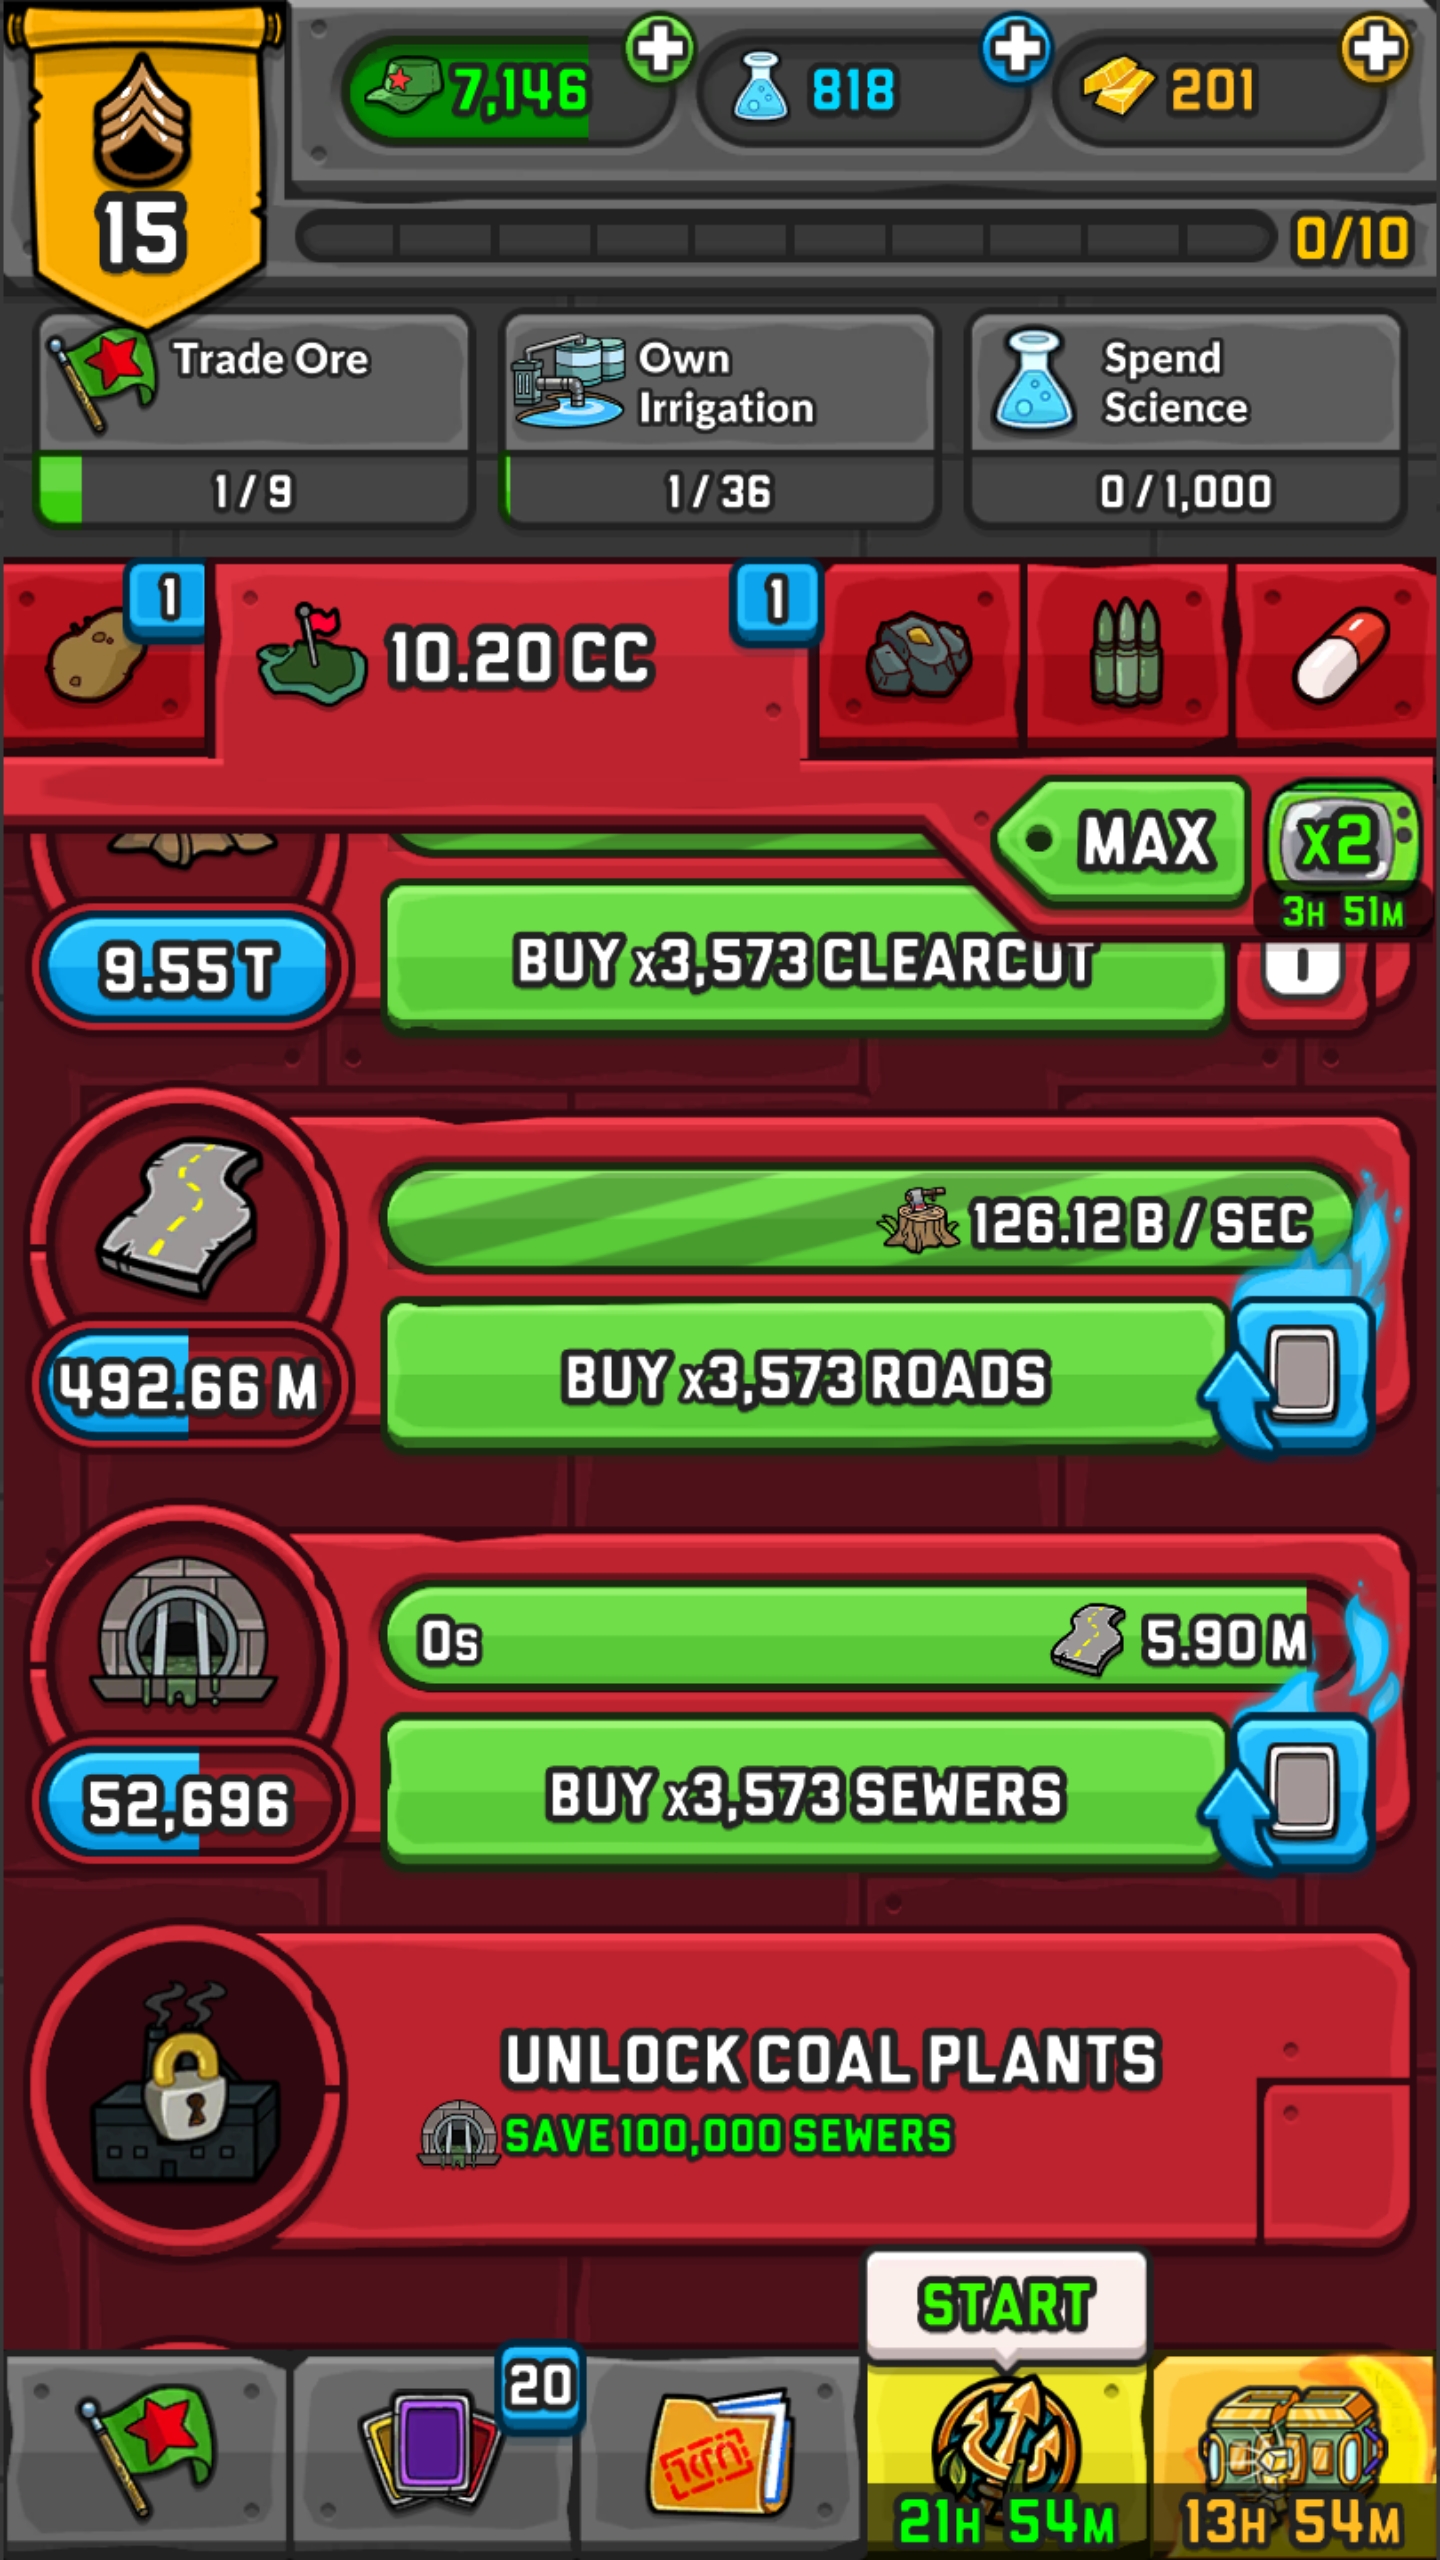 15
7,146
818
201
0/10
Trade Ore
1/9
Own
Irrigation
1/36
Spend
Science
0/1,000
1
10.20 CC
1
MAX
x2
3H 51M
9.55 T
BUY x3,573 CLEARCUT
126.12 B / SEC
492.66 M
BUY x3,573 ROADS
0s
5.90 M
52,696
BUY x3,573 SEWERS
UNLOCK COAL PLANTS
SAVE 100,000 SEWERS
START
20
21H 54M
13H 54M